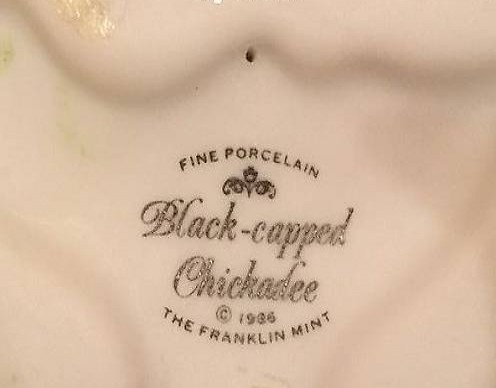 FINE PORCELAIN
Black-capped
Chickadee
© 1986
THE FRANKLIN MINT